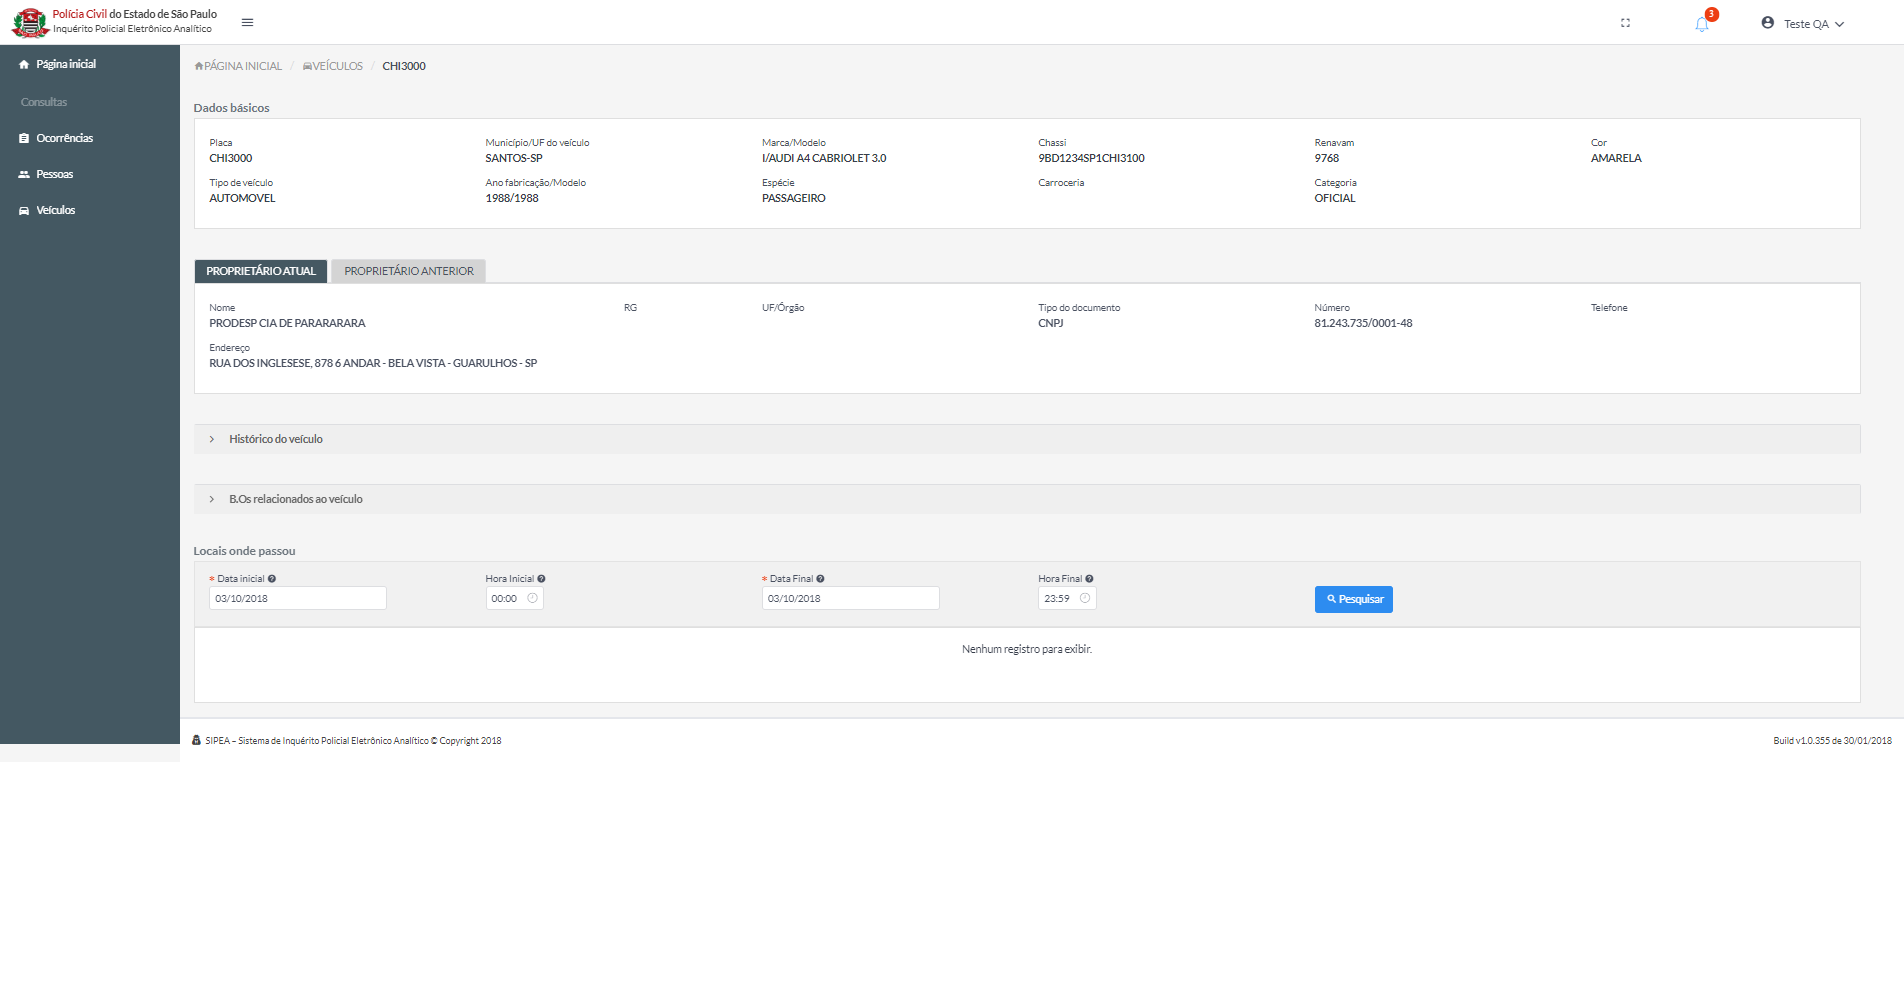 Polícia Civil do Estado de São Paulo
Inquérito Policial Eletrônico Analítico
3
Teste QA
Página inicial
Consultas
Ocorrências
Pessoas
Veículos
PÁGINA INICIAL / VEÍCULOS / CHI3000
Dados básicos
Placa Município/UF do veículo Marca/Modelo Chassi Renavam Cor
CHI3000 SANTOS-SP I/AUDI A4 CABRIOLET 3.0 9BD1234SP1CHI3100 9768 AMARELA
Tipo de veículo Ano fabricação/Modelo Espécie Carroceria Categoria
AUTOMOVEL 1988/1988 PASSAGEIRO OFICIAL
PROPRIETÁRIO ATUAL PROPRIETÁRIO ANTERIOR
Nome RG UF/Órgão Tipo do documento Número Telefone
PRODESP CIA DE PARARARARA CNPJ 81.243.735/0001-48
Endereço
RUA DOS INGLESESE, 878 6 ANDAR - BELA VISTA - GUARULHOS - SP
Histórico do veículo
B.Os relacionados ao veículo
Locais onde passou
* Data inicial Hora Inicial * Data Final Hora Final
03/10/2018 00:00 03/10/2018 23:59 Pesquisar
Nenhum registro para exibir.
SIPEA – Sistema de Inquérito Policial Eletrônico Analítico © Copyright 2018
Build v1.0.355 de 30/01/2018